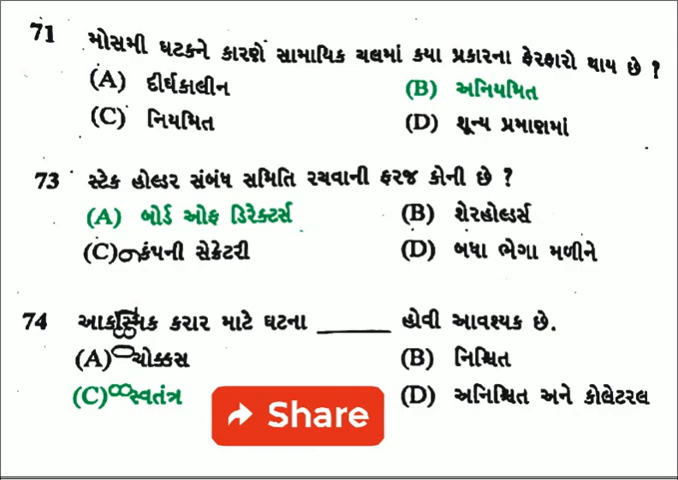 71 મોસમી ઘટકને કારણે સામાયિક ચલમાં ક્યા પ્રકારના ફેરફારો થાય છે ?
(A) દીર્ઘકાલીન (B) અનિયમિત
(C) નિયમિત (D) શૂન્ય પ્રમાણમાં
73 સ્ટેક હોલ્ડર સંબંધ સમિતિ રચવાની ફરજ કોની છે ?
(A) બોર્ડ ઓફ ડિરેક્ટર્સ (B) શેરહોલ્ડર્સ
(C) કંપની સેક્રેટરી (D) બધા ભેગા મળીને
74 આકસ્મિક કરાર માટે ઘટના ______ હોવી આવશ્યક છે.
(A) ચોક્કસ (B) નિશ્ચિત
(C) સ્વતંત્ર (D) અનિશ્ચિત અને કોલેટરલ
Share